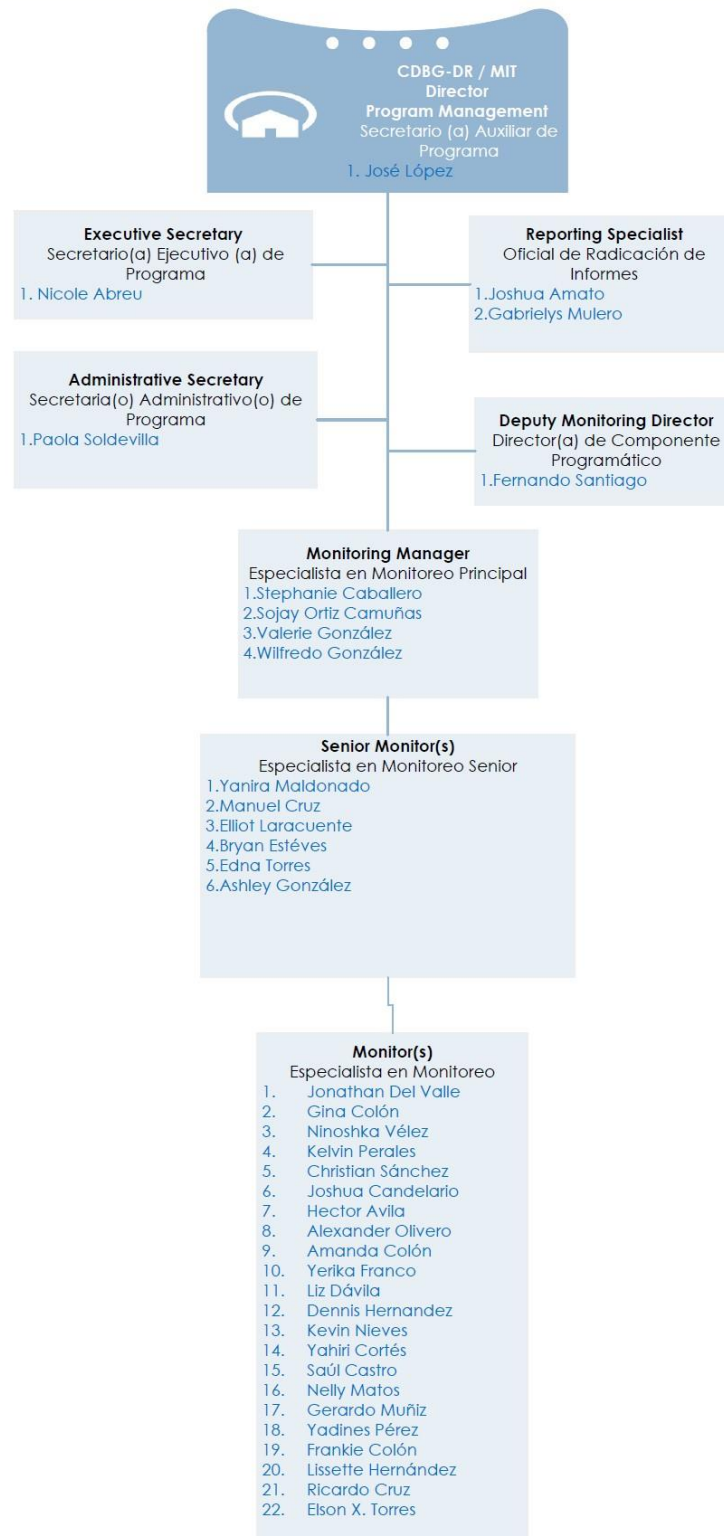 CDBG-DR / MIT
Director
Program Management
Secretario (a) Auxiliar de
Programa
1. José López
Executive Secretary
Secretario(a) Ejecutivo (a) de
Programa
1. Nicole Abreu
Reporting Specialist
Oficial de Radicación de
Informes
1.Joshua Amato
2.Gabrielys Mulero
Administrative Secretary
Secretaria(o) Administrativo(o) de
Programa
1.Paola Soldevilla
Deputy Monitoring Director
Director(a) de Componente
Programático
1.Fernando Santiago
Monitoring Manager
Especialista en Monitoreo Principal
1.Stephanie Caballero
2.Sojay Ortiz Camuñas
3.Valerie González
4.Wilfredo González
Senior Monitor(s)
Especialista en Monitoreo Senior
1.Yanira Maldonado
2.Manuel Cruz
3.Elliot Laracuente
4.Bryan Estéves
5.Edna Torres
6.Ashley González
Monitor(s)
Especialista en Monitoreo
1. Jonathan Del Valle
2. Gina Colón
3. Ninoshka Vélez
4. Kelvin Perales
5. Christian Sánchez
6. Joshua Candelario
7. Hector Avila
8. Alexander Olivero
9. Amanda Colón
10. Yerika Franco
11. Liz Dávila
12. Dennis Hernandez
13. Kevin Nieves
14. Yahiri Cortés
15. Saúl Castro
16. Nelly Matos
17. Gerardo Muñiz
18. Yadines Pérez
19. Frankie Colón
20. Lissette Hernández
21. Ricardo Cruz
22. Elson X. Torres